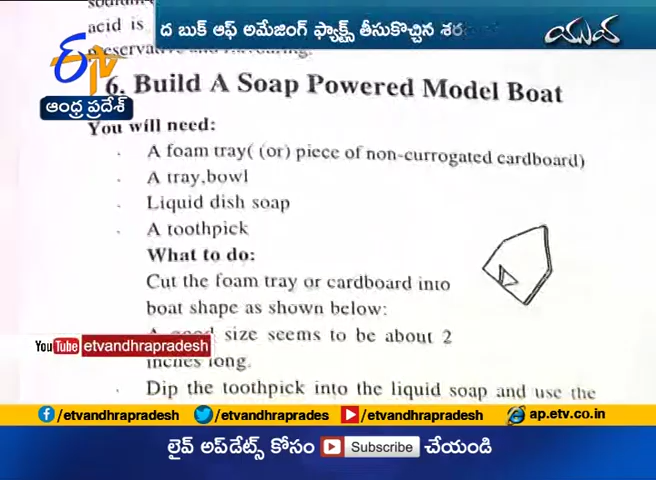 acid is
ద బుక్ ఆఫ్ అమేజింగ్ ఫ్యాక్ట్స్ తీసుకొచ్చిన
యువ
ETV
ఆంధ్ర ప్రదేశ్
6. Build A Soap Powered Model Boat
You will need:
A foam tray( (or) piece of non-currogated cardboard)
A tray,bowl
Liquid dish soap
A toothpick
What to do:
Cut the foam tray or cardboard into
boat shape as shown below:
size seems to be about 2
inches long.
YouTube etvandhrapradesh
Dip the toothpick into the liquid soap and use the
/etvandhrapradesh /etvandhraprades /etvandhrapradesh ap.etv.co.in
లైవ్ అప్‌డేట్స్ కోసం Subscribe చేయండి